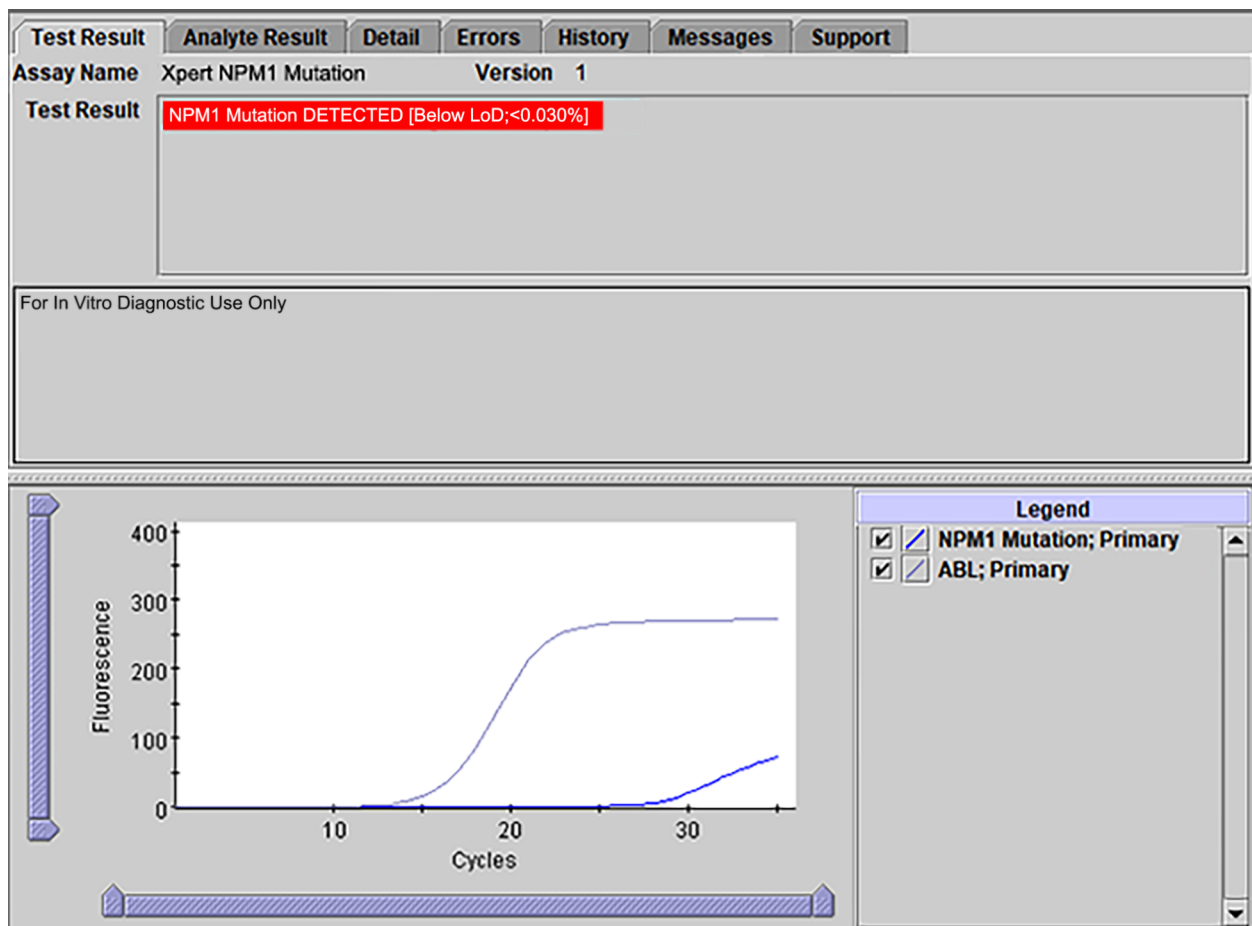 Test Result Analyte Result Detail Errors History Messages Support
Assay Name Xpert NPM1 Mutation Version 1
Test Result NPM1 Mutation DETECTED [Below LoD;<0.030%]
For In Vitro Diagnostic Use Only
Legend
NPM1 Mutation; Primary
ABL; Primary
400
300
200
100
0
Fluorescence
10 20 30
Cycles